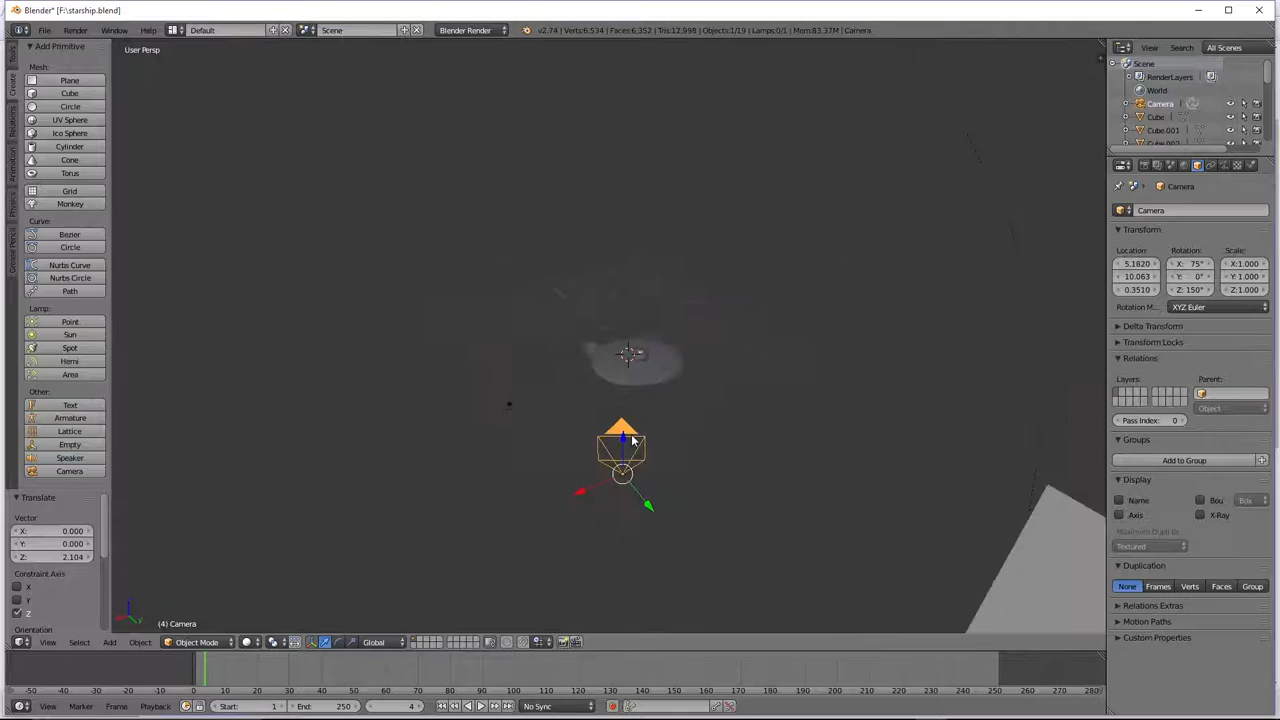 Blender* [F:\starship.blend]
File Render Window Help Default Scene Blender Render v2.74 | Verts:6,534 | Faces:6,352 | Tris:12,998 | Objects:1/19 | Lamps:0/1 | Mem:83.37M | Camera
Add Primitive
Mesh:
Plane
Cube
Circle
UV Sphere
Ico Sphere
Cylinder
Cone
Torus
Grid
Monkey
Curve:
Bezier
Circle
Nurbs Curve
Nurbs Circle
Path
Lamp:
Point
Sun
Spot
Hemi
Area
Other:
Text
Armature
Lattice
Empty
Speaker
Camera
Tools
Create
Relations
Animation
Physics
Grease Pencil
Translate
Vector
X: 0.000
Y: 0.000
Z: 2.104
Constraint Axis
X
Y
Z
Orientation
User Persp
(4) Camera
View Select Add Object Object Mode Global
View Search All Scenes
Scene
RenderLayers
World
Camera
Cube
Cube.001
Camera
Camera
Transform
Location: Rotation: Scale:
5.1820 X: 75° X:1.000
10.063 Y: 0° Y:1.000
0.3510 Z: 150° Z:1.000
Rotation M... XYZ Euler
Delta Transform
Transform Locks
Relations
Layers: Parent:
Object
Pass Index: 0
Groups
Add to Group
Display
Name Bou Box
Axis X-Ray
Textured
Duplication
None Frames Verts Faces Group
Relations Extras
Motion Paths
Custom Properties
-50 -40 -30 -20 -10 0 10 20 30 40 50 60 70 80 90 100 110 120 130 140 150 160 170 180 190 200 210 220 230 240 250 260 270 280
View Marker Frame Playback Start: 1 End: 250 4 No Sync